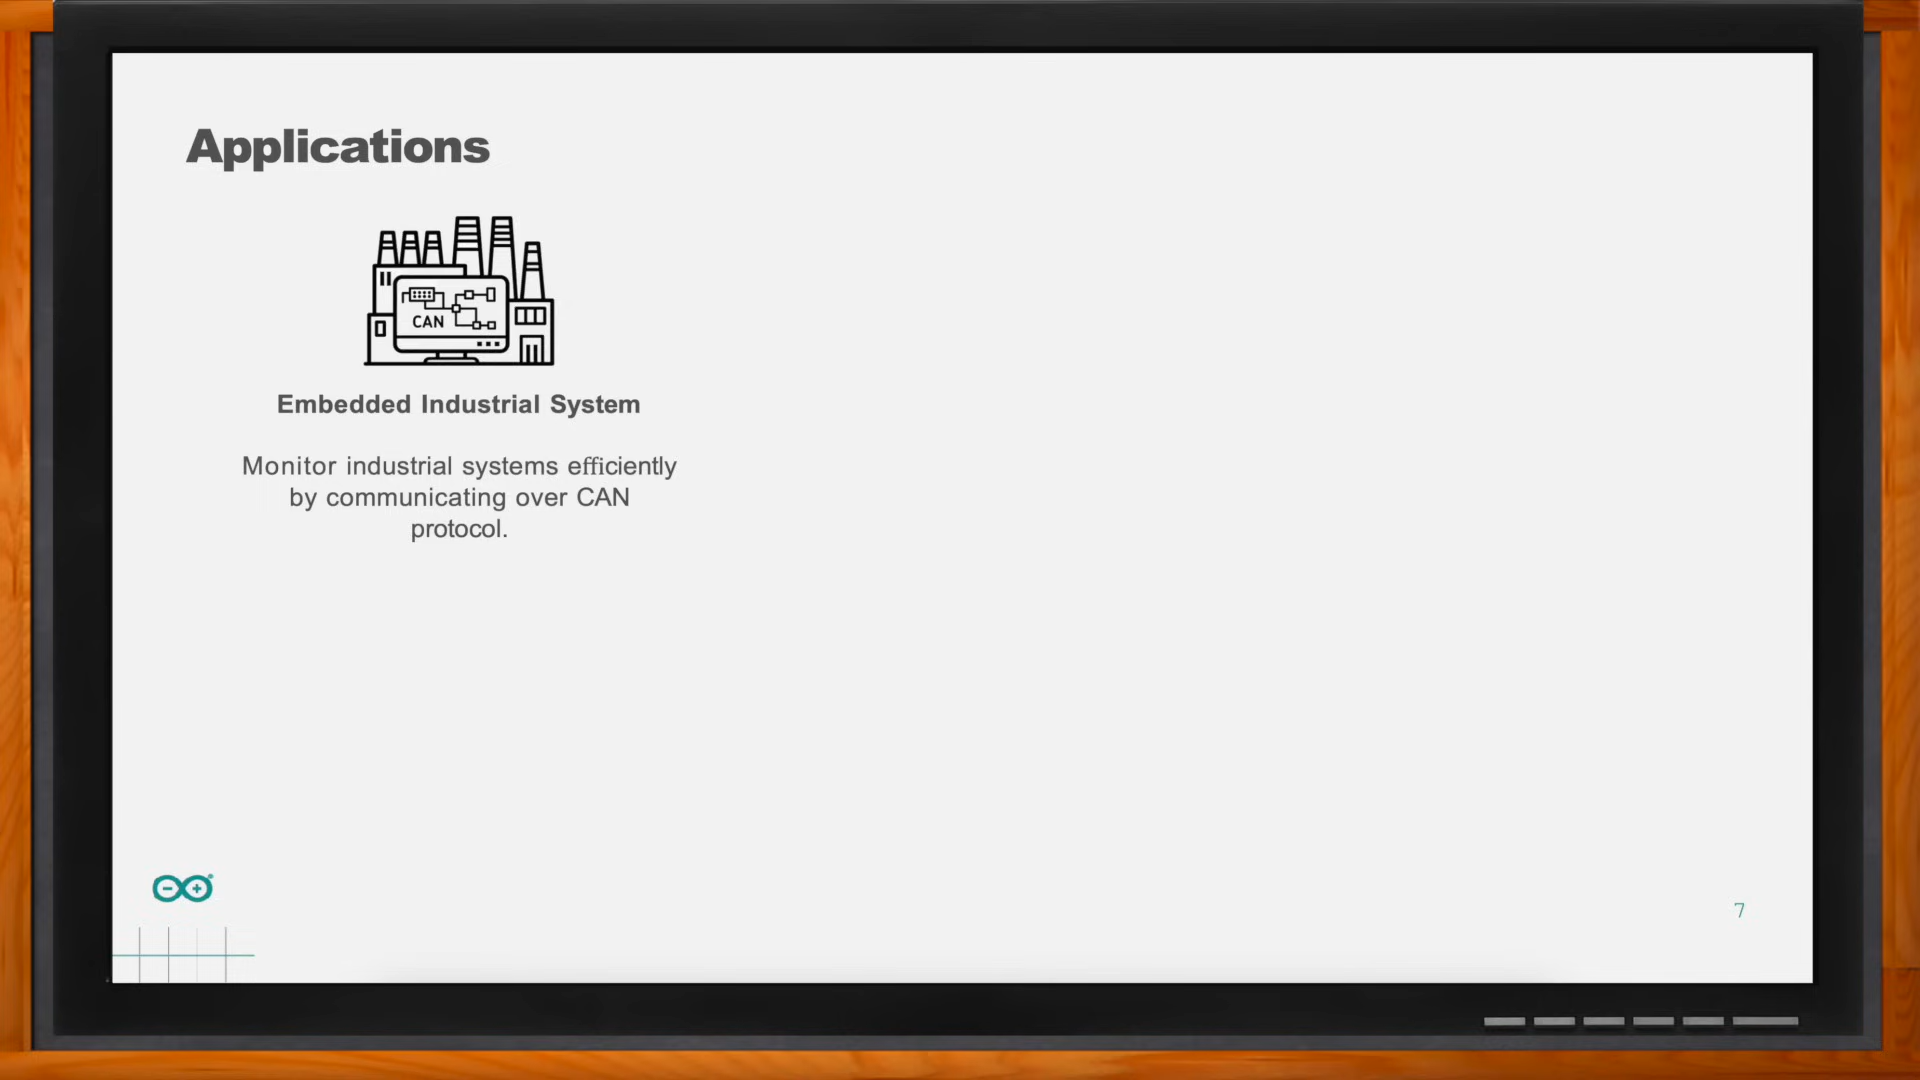 Applications
CAN
Embedded Industrial System
Monitor industrial systems efficiently
by communicating over CAN
protocol.
7